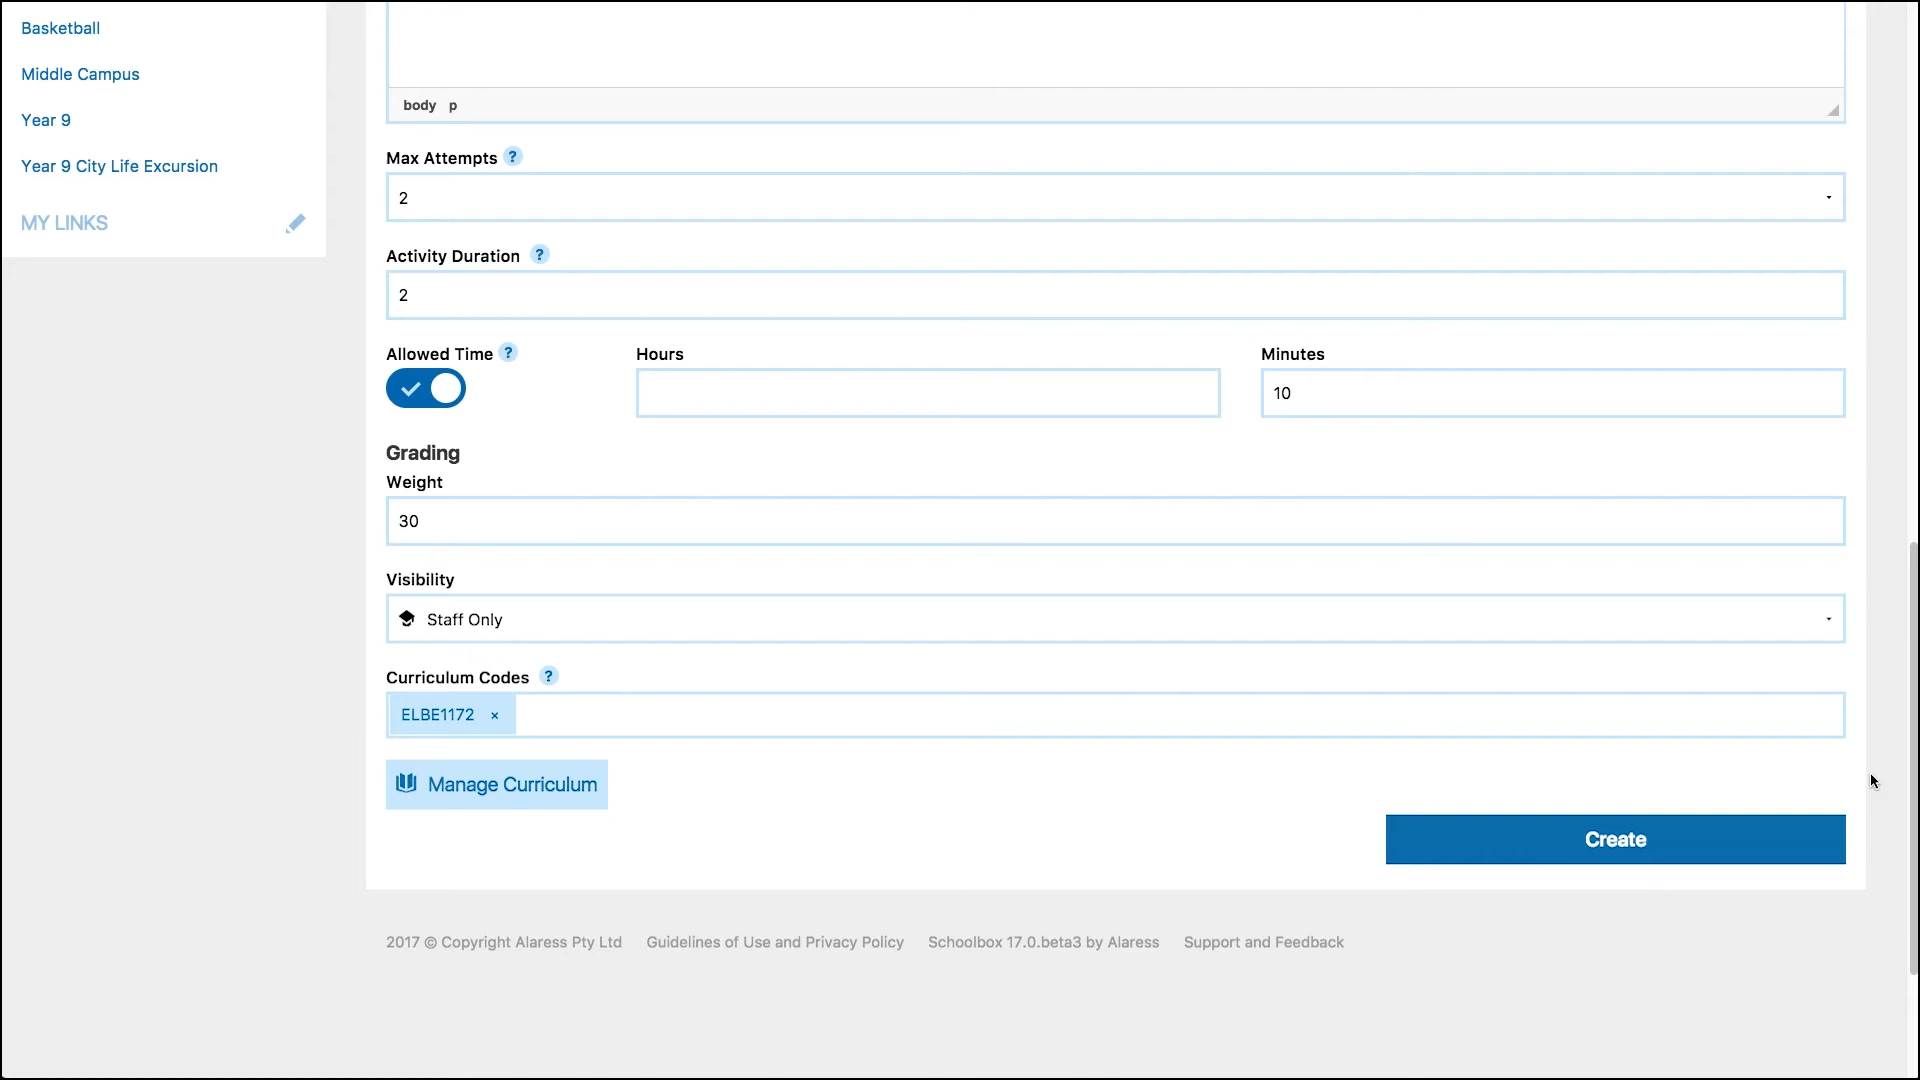 Basketball
Middle Campus
Year 9
Year 9 City Life Excursion
MY LINKS
body p
Max Attempts ?
2
Activity Duration ?
2
Allowed Time ? Hours Minutes
10
Grading
Weight
30
Visibility
Staff Only
Curriculum Codes ?
ELBE1172 ×
Manage Curriculum
Create
2017 © Copyright Alaress Pty Ltd Guidelines of Use and Privacy Policy Schoolbox 17.0.beta3 by Alaress Support and Feedback